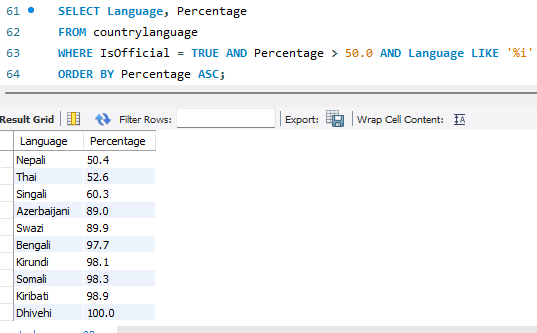 61 SELECT Language, Percentage
62 FROM countrylanguage
63 WHERE IsOfficial = TRUE AND Percentage > 50.0 AND Language LIKE '%i'
64 ORDER BY Percentage ASC;
Result Grid Filter Rows: Export: Wrap Cell Content: IA
Language Percentage
Nepali 50.4
Thai 52.6
Singali 60.3
Azerbaijani 89.0
Swazi 89.9
Bengali 97.7
Kirundi 98.1
Somali 98.3
Kiribati 98.9
Dhivehi 100.0